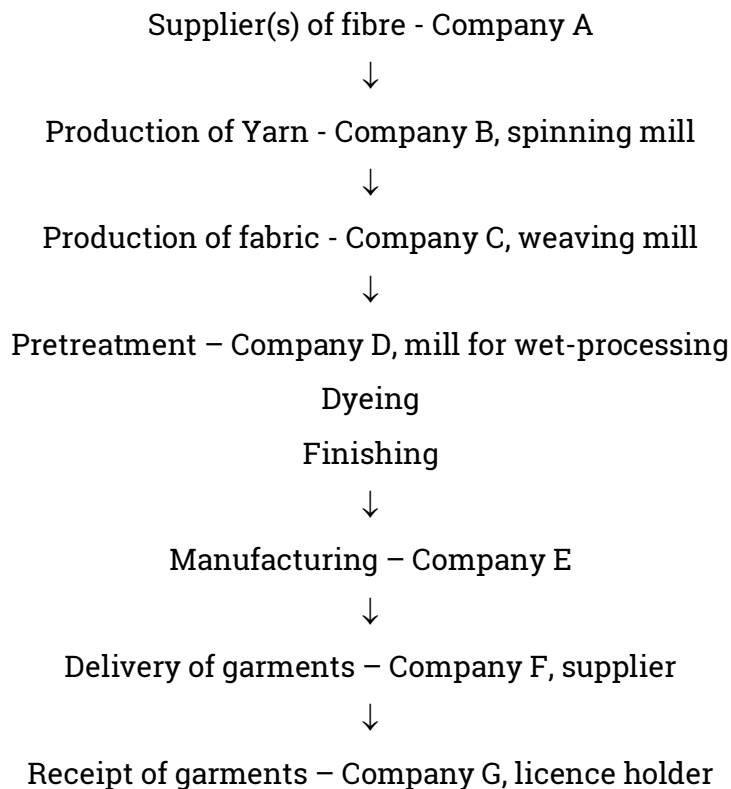 Supplier(s) of fibre - Company A
↓
Production of Yarn - Company B, spinning mill
↓
Production of fabric - Company C, weaving mill
↓
Pretreatment – Company D, mill for wet-processing
Dyeing
Finishing
↓
Manufacturing – Company E
↓
Delivery of garments – Company F, supplier
↓
Receipt of garments – Company G, licence holder